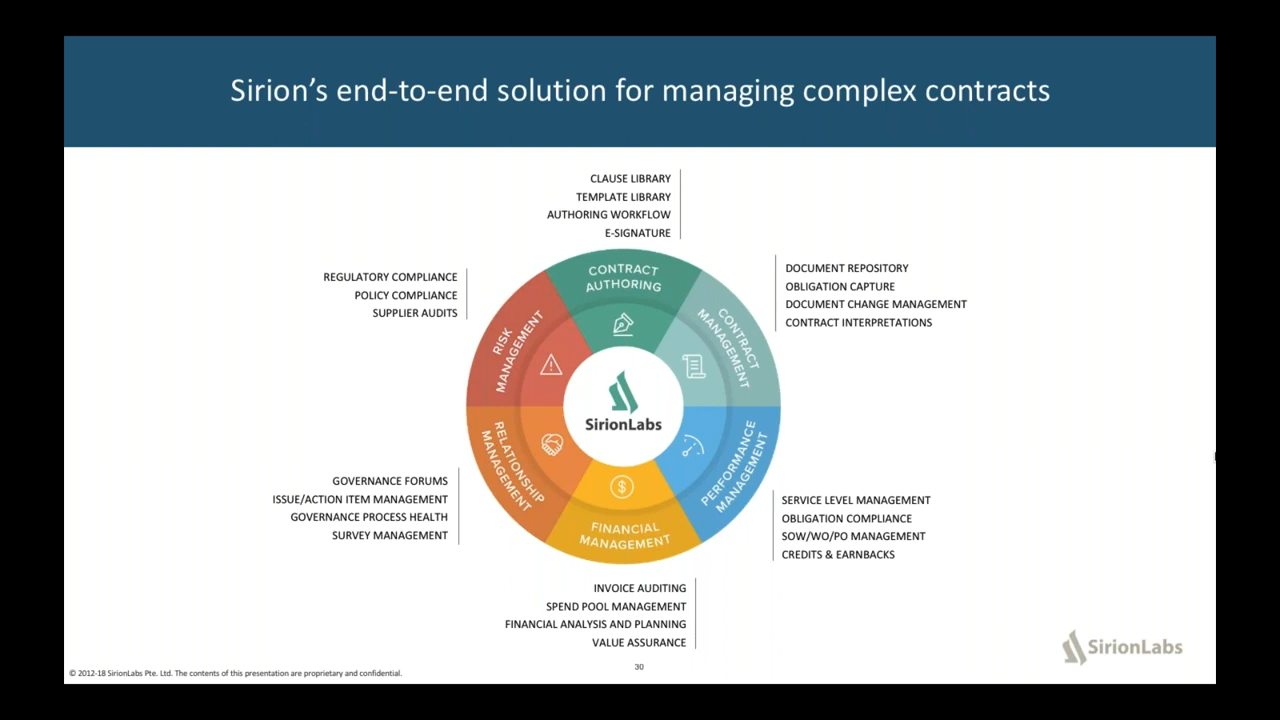 Sirion's end-to-end solution for managing complex contracts
CLAUSE LIBRARY
TEMPLATE LIBRARY
AUTHORING WORKFLOW
E-SIGNATURE
CONTRACT
AUTHORING
DOCUMENT REPOSITORY
OBLIGATION CAPTURE
DOCUMENT CHANGE MANAGEMENT
CONTRACT INTERPRETATIONS
CONTRACT
MANAGEMENT
SERVICE LEVEL MANAGEMENT
OBLIGATION COMPLIANCE
SOW/WO/PO MANAGEMENT
CREDITS & EARNBACKS
PERFORMANCE
MANAGEMENT
FINANCIAL
MANAGEMENT
INVOICE AUDITING
SPEND POOL MANAGEMENT
FINANCIAL ANALYSIS AND PLANNING
VALUE ASSURANCE
RELATIONSHIP
MANAGEMENT
GOVERNANCE FORUMS
ISSUE/ACTION ITEM MANAGEMENT
GOVERNANCE PROCESS HEALTH
SURVEY MANAGEMENT
RISK
MANAGEMENT
REGULATORY COMPLIANCE
POLICY COMPLIANCE
SUPPLIER AUDITS
$
SirionLabs
SirionLabs
30
© 2012-18 SirionLabs Pte. Ltd. The contents of this presentation are proprietary and confidential.